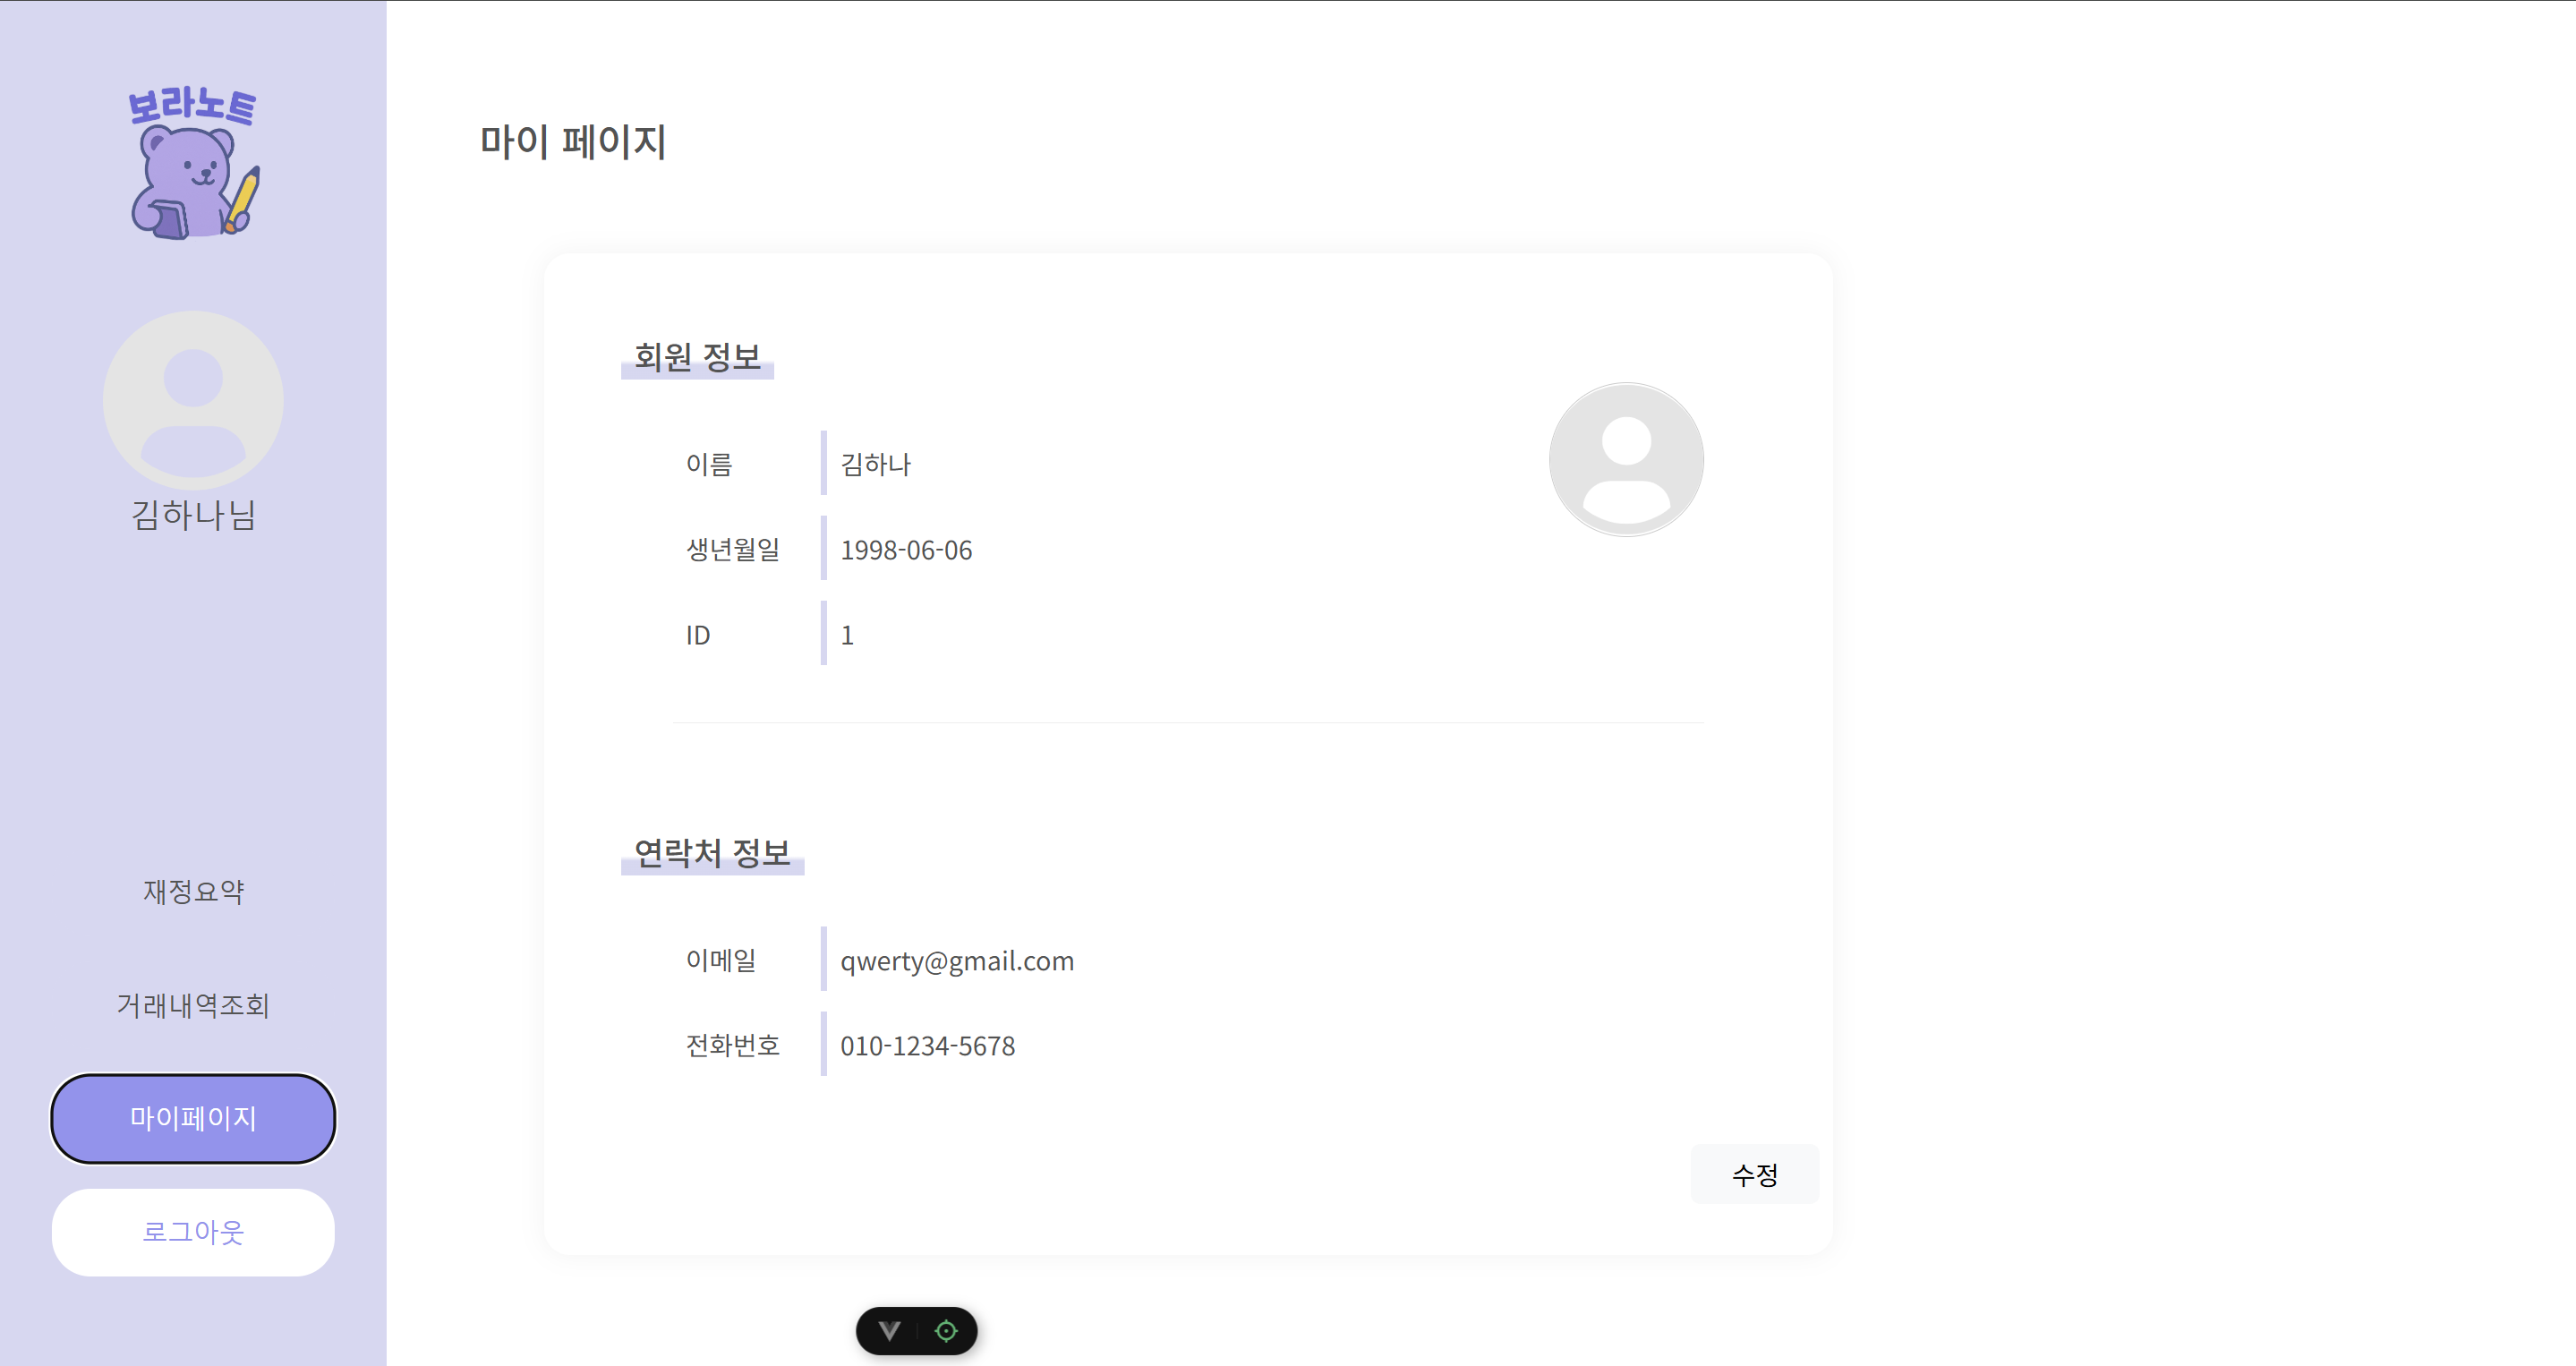 보라노트
김하나님
재정요약
거래내역조회
마이페이지
로그아웃
마이 페이지
회원 정보
이름 김하나
생년월일 1998-06-06
ID 1
연락처 정보
이메일 qwerty@gmail.com
전화번호 010-1234-5678
수정